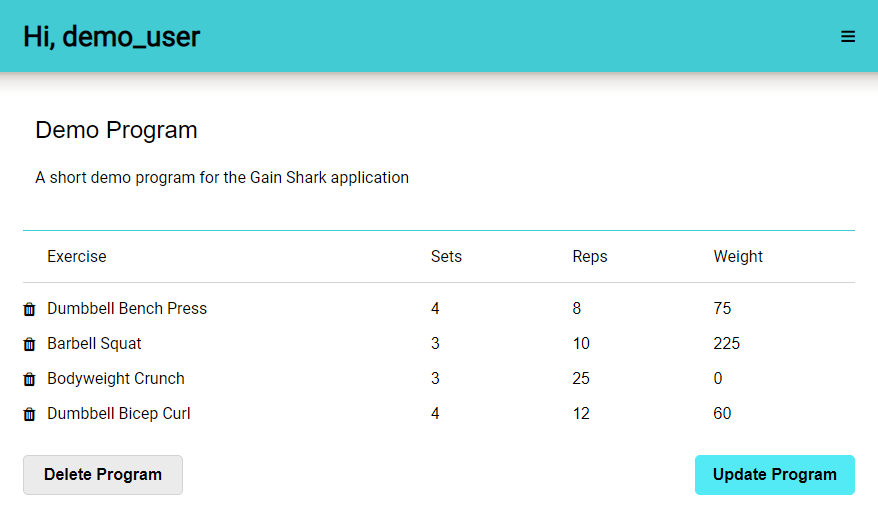 Hi, demo_user
Demo Program
A short demo program for the Gain Shark application
Exercise Sets Reps Weight
Dumbbell Bench Press 4 8 75
Barbell Squat 3 10 225
Bodyweight Crunch 3 25 0
Dumbbell Bicep Curl 4 12 60
Delete Program Update Program